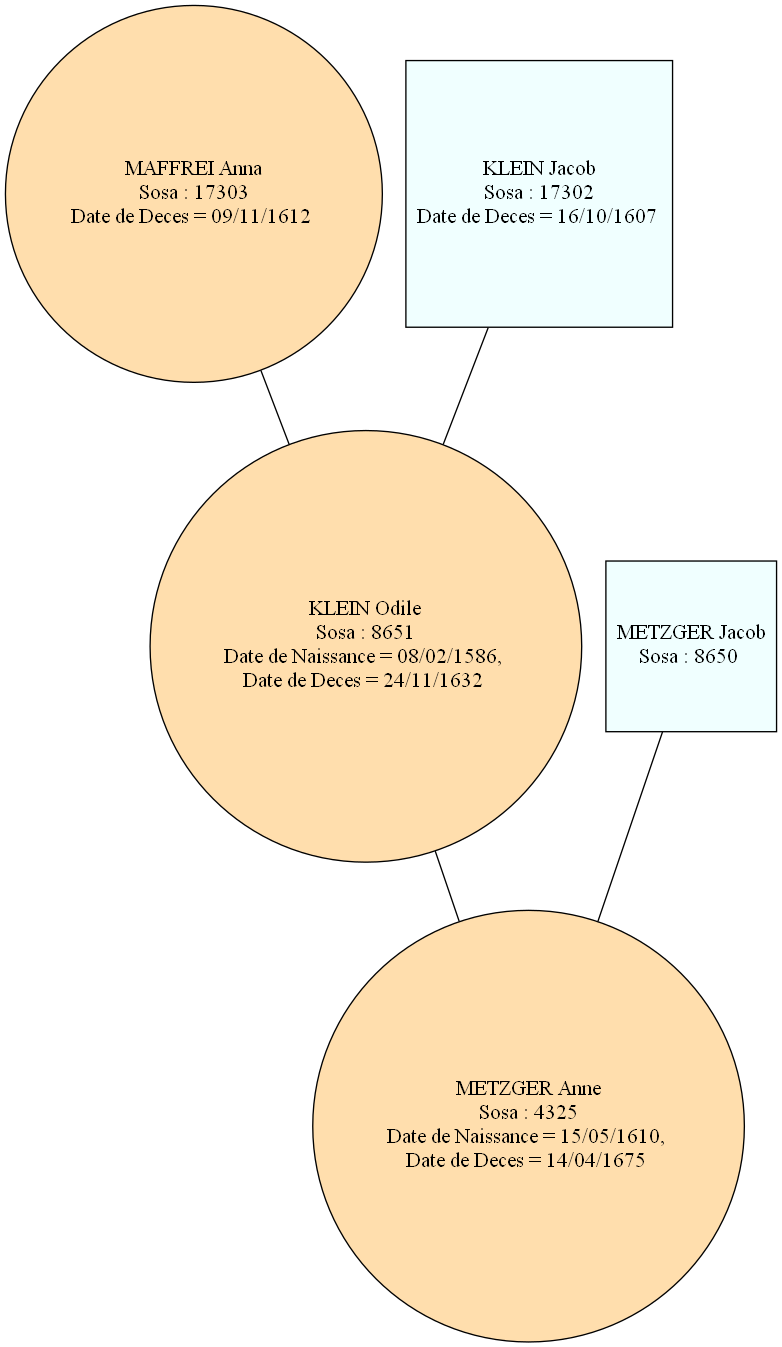 MAFFREI Anna
Sosa : 17303
Date de Deces = 09/11/1612
KLEIN Jacob
Sosa : 17302
Date de Deces = 16/10/1607
KLEIN Odile
Sosa : 8651
Date de Naissance = 08/02/1586,
Date de Deces = 24/11/1632
METZGER Jacob
Sosa : 8650
METZGER Anne
Sosa : 4325
Date de Naissance = 15/05/1610,
Date de Deces = 14/04/1675